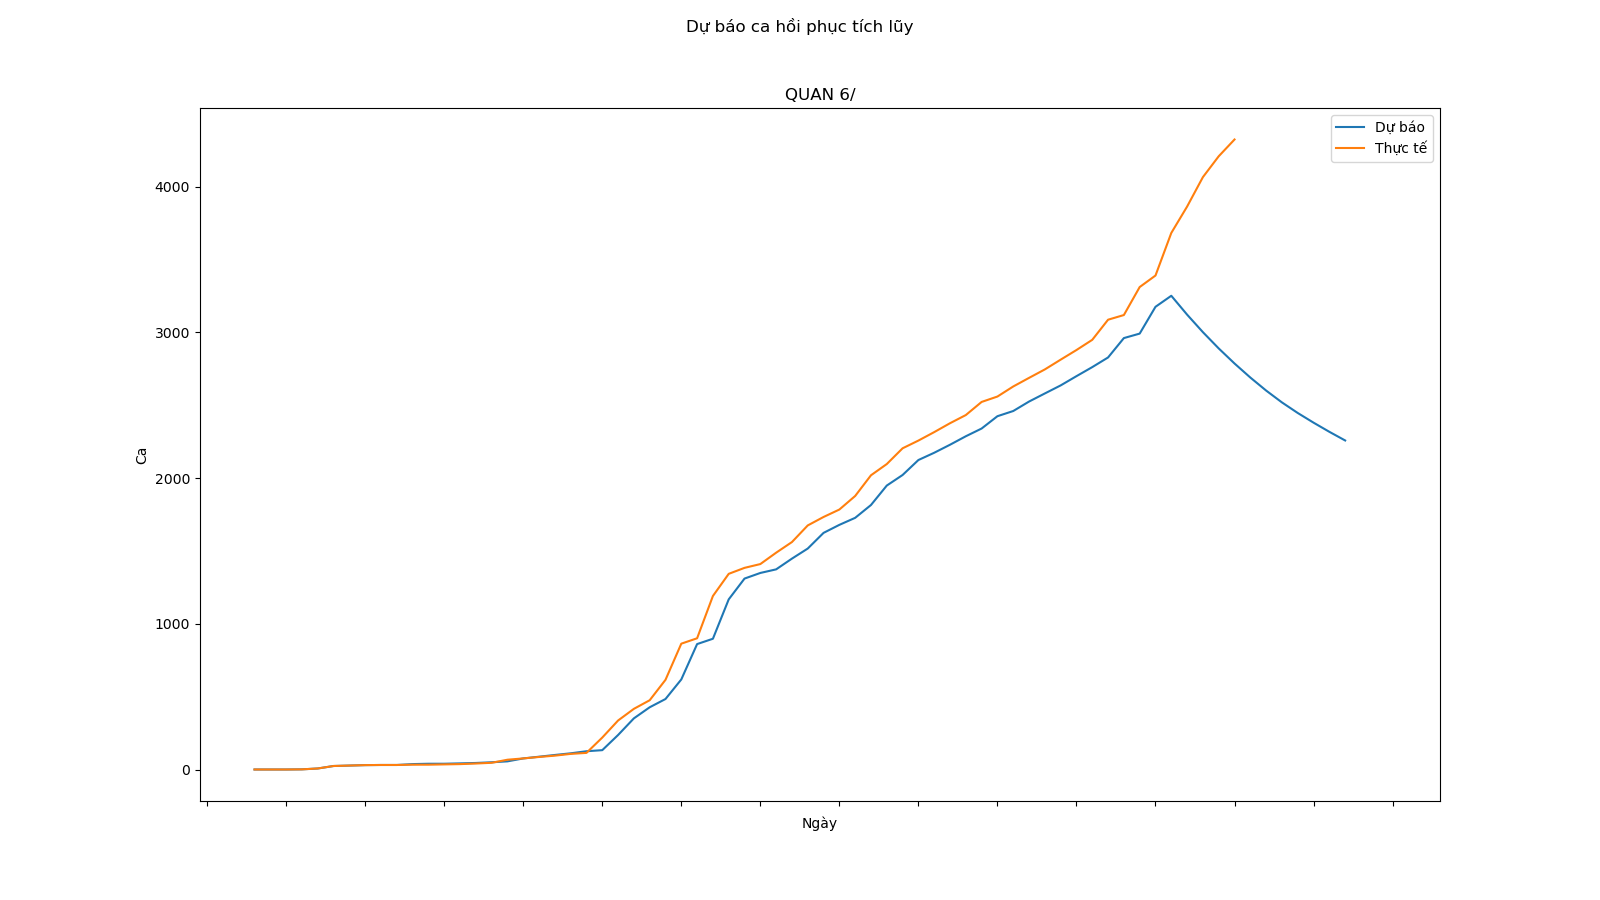 Dự báo ca hồi phục tích lũy
QUAN 6/
Dự báo
Thực tế
4000
3000
2000
1000
0
Ca
Ngày